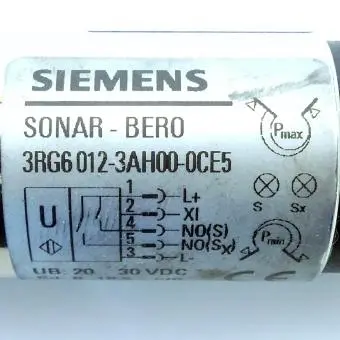 SIEMENS
SONAR - BERO
Pmax
3RG6 012-3AH00-0CE5
1 L+
2 XI
4 NO(S)
5 NO(Sx)
3 L-
U
S Sx
Pmin
UB: 20 30 VDC
CE